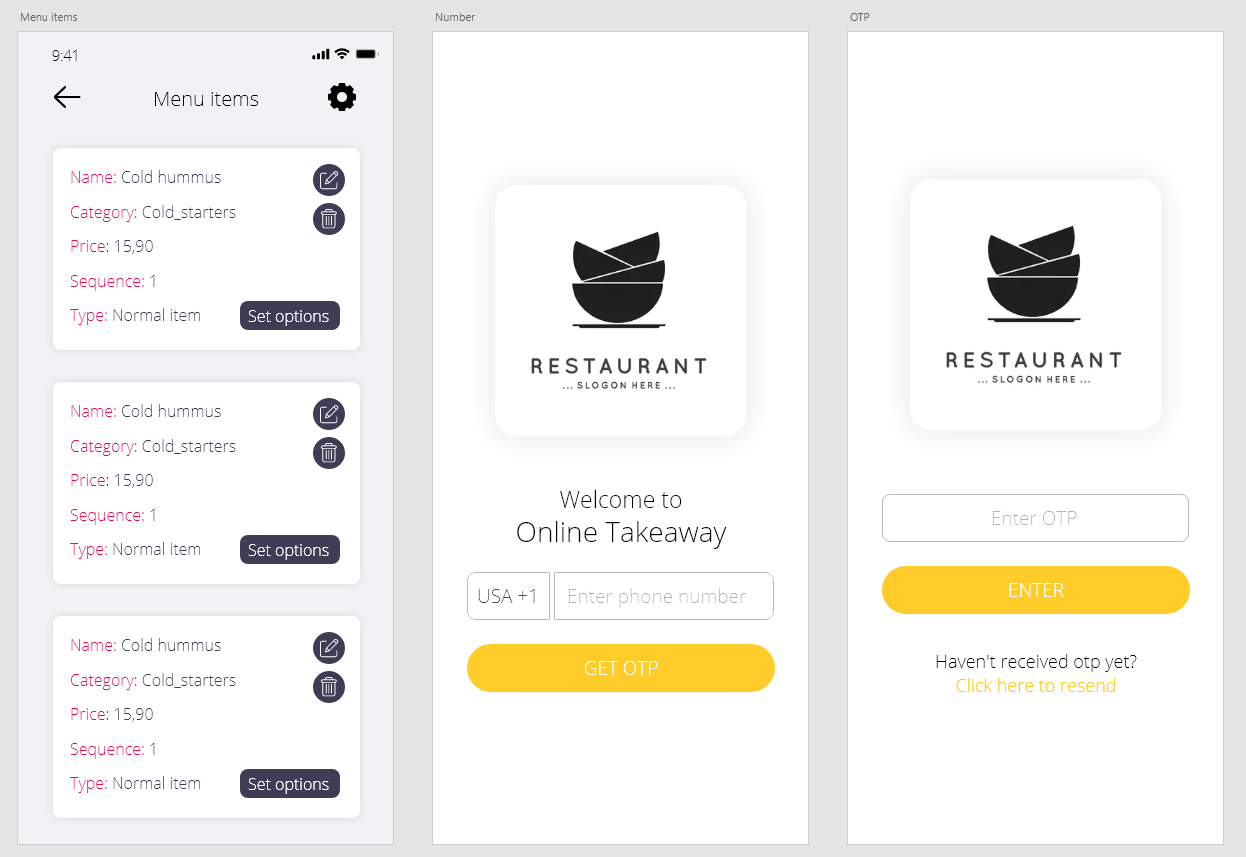 Menu items
9:41
Menu items
Name: Cold hummus
Category: Cold_starters
Price: 15,90
Sequence: 1
Type: Normal item
Set options
Name: Cold hummus
Category: Cold_starters
Price: 15,90
Sequence: 1
Type: Normal item
Set options
Name: Cold hummus
Category: Cold_starters
Price: 15,90
Sequence: 1
Type: Normal item
Set options
Number
RESTAURANT
... SLOGON HERE ...
Welcome to
Online Takeaway
USA +1
Enter phone number
GET OTP
OTP
RESTAURANT
... SLOGON HERE ...
Enter OTP
ENTER
Haven't received otp yet?
Click here to resend